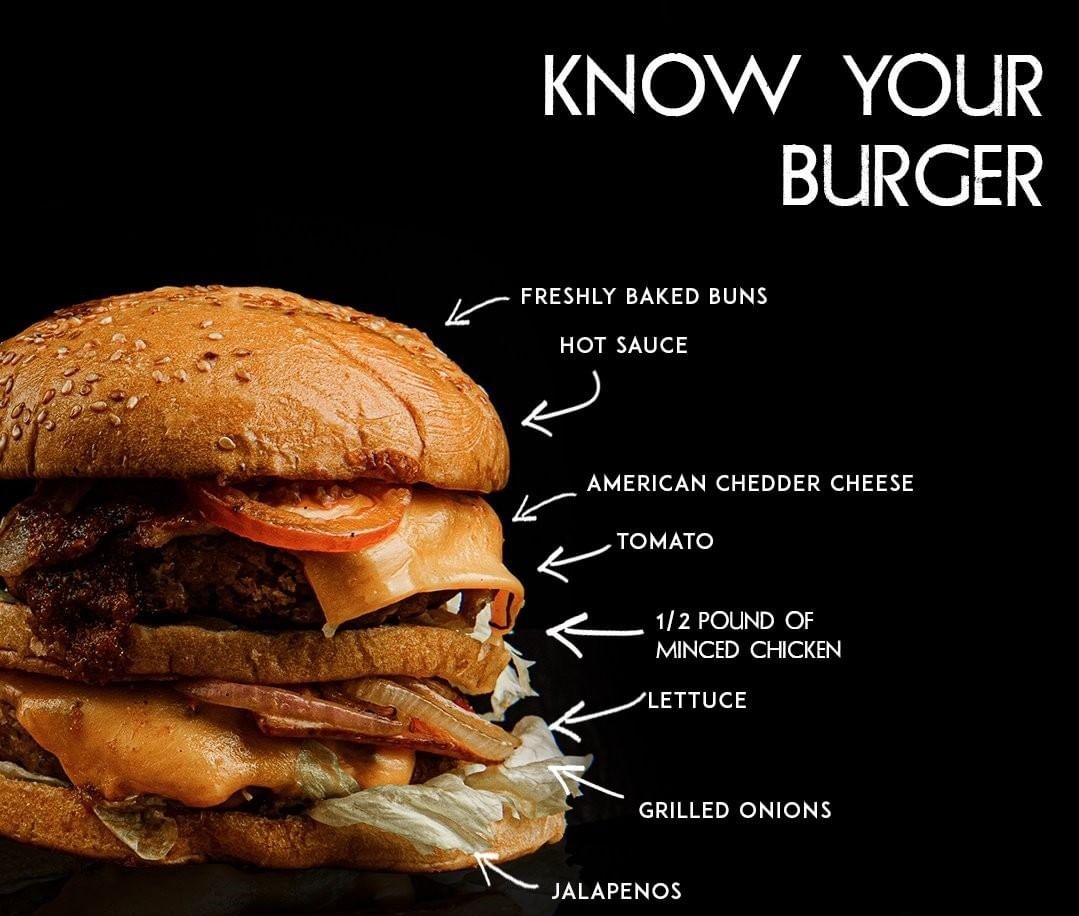 KNOW YOUR
BURGER
FRESHLY BAKED BUNS
HOT SAUCE
AMERICAN CHEDDER CHEESE
TOMATO
1/2 POUND OF
MINCED CHICKEN
LETTUCE
GRILLED ONIONS
JALAPENOS